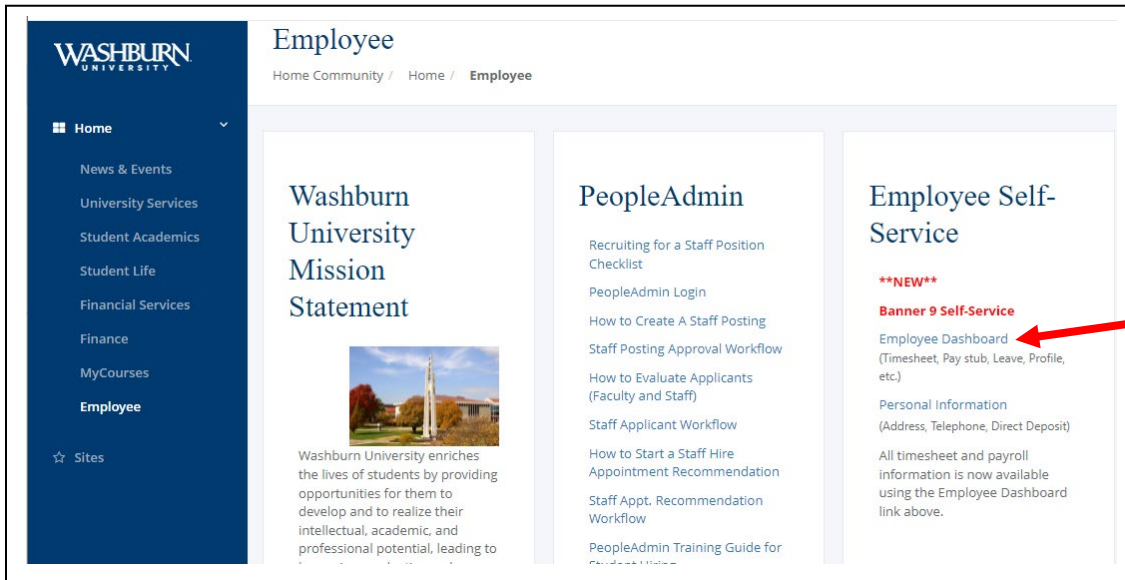 WASHBURN
UNIVERSITY
Home
News & Events
University Services
Student Academics
Student Life
Financial Services
Finance
MyCourses
Employee
Sites
Employee
Home Community / Home / Employee
Washburn
University
Mission
Statement
Washburn University enriches
the lives of students by providing
opportunities for them to
develop and to realize their
intellectual, academic, and
professional potential, leading to
PeopleAdmin
Recruiting for a Staff Position
Checklist
PeopleAdmin Login
How to Create A Staff Posting
Staff Posting Approval Workflow
How to Evaluate Applicants
(Faculty and Staff)
Staff Applicant Workflow
How to Start a Staff Hire
Appointment Recommendation
Staff Appt. Recommendation
Workflow
PeopleAdmin Training Guide for
Student Hiring
Employee Self-
Service
**NEW**
Banner 9 Self-Service
Employee Dashboard
(Timesheet, Pay stub, Leave, Profile,
etc.)
Personal Information
(Address, Telephone, Direct Deposit)
All timesheet and payroll
information is now available
using the Employee Dashboard
link above.